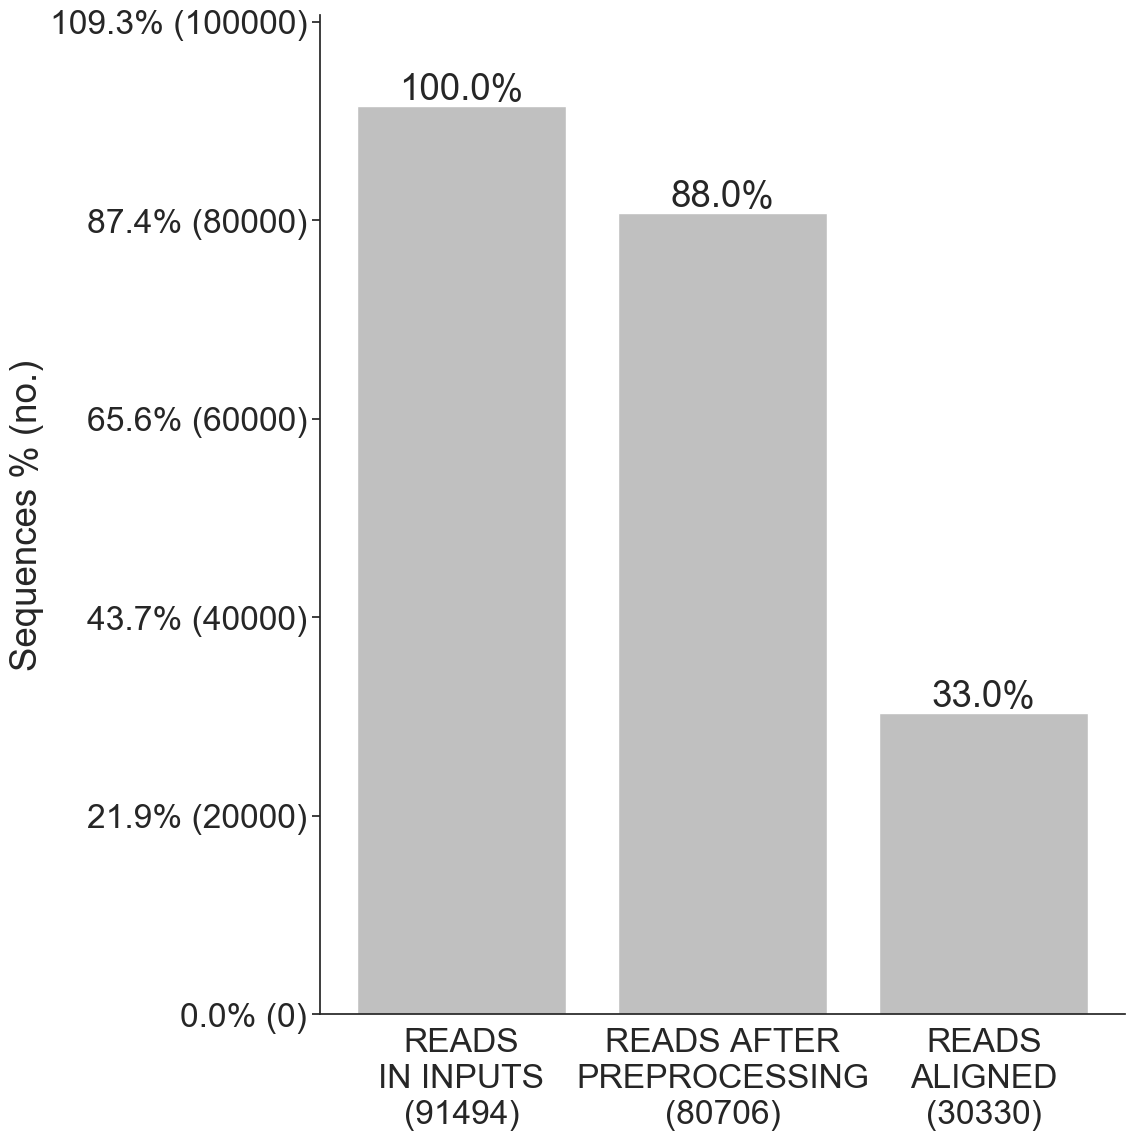 109.3% (100000)
100.0%
88.0%
87.4% (80000)
65.6% (60000)
Sequences % (no.)
43.7% (40000)
33.0%
21.9% (20000)
0.0% (0)
READS
IN INPUTS
(91494)
READS AFTER
PREPROCESSING
(80706)
READS
ALIGNED
(30330)